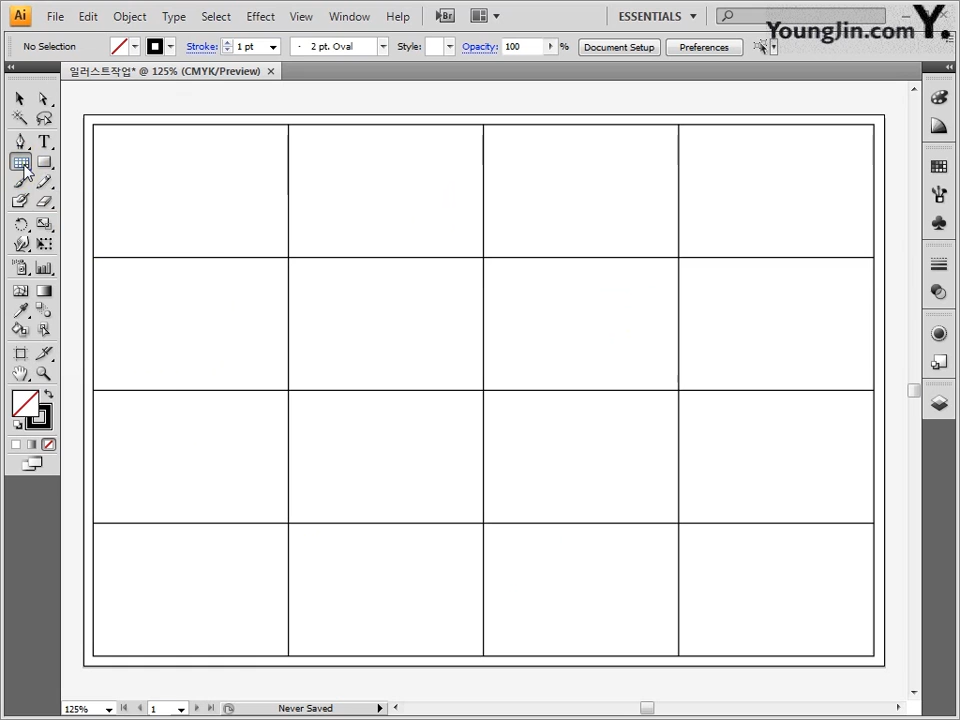 Ai File Edit Object Type Select Effect View Window Help Br ESSENTIALS
YoungJin.com Y.
No Selection Stroke: 1 pt 2 pt. Oval Style: Opacity: 100 % Document Setup Preferences
일러스트작업* @ 125% (CMYK/Preview)
T
125% 1 Never Saved